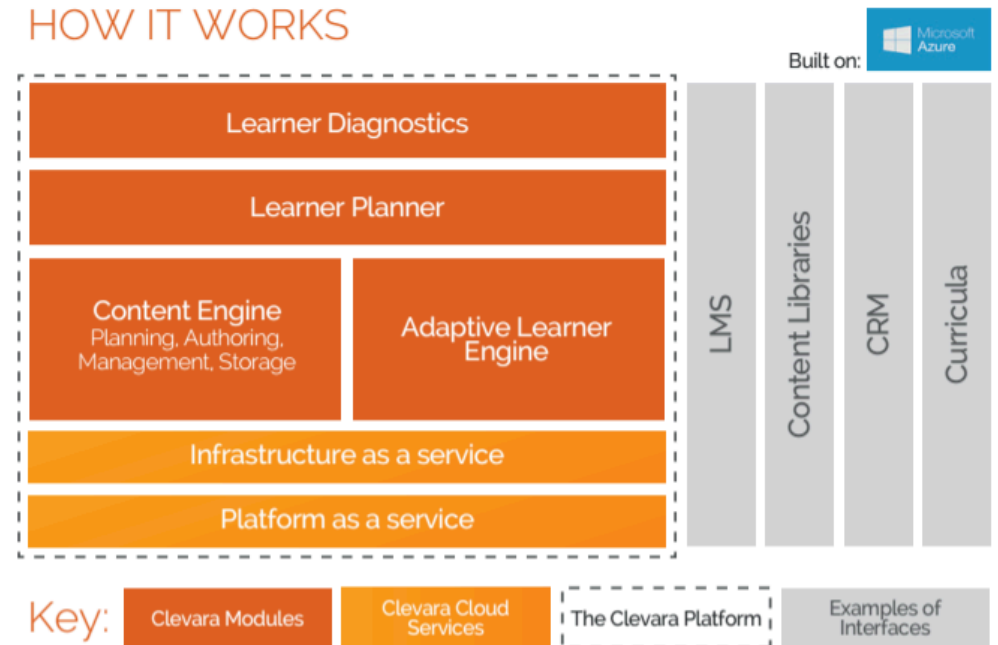 HOW IT WORKS
Built on:
Microsoft
Azure
Learner Diagnostics
Learner Planner
Content Engine
Planning, Authoring,
Management, Storage
Adaptive Learner
Engine
Infrastructure as a service
Platform as a service
LMS
Content Libraries
CRM
Curricula
Key:
Clevara Modules
Clevara Cloud
Services
The Clevara Platform
Examples of
Interfaces